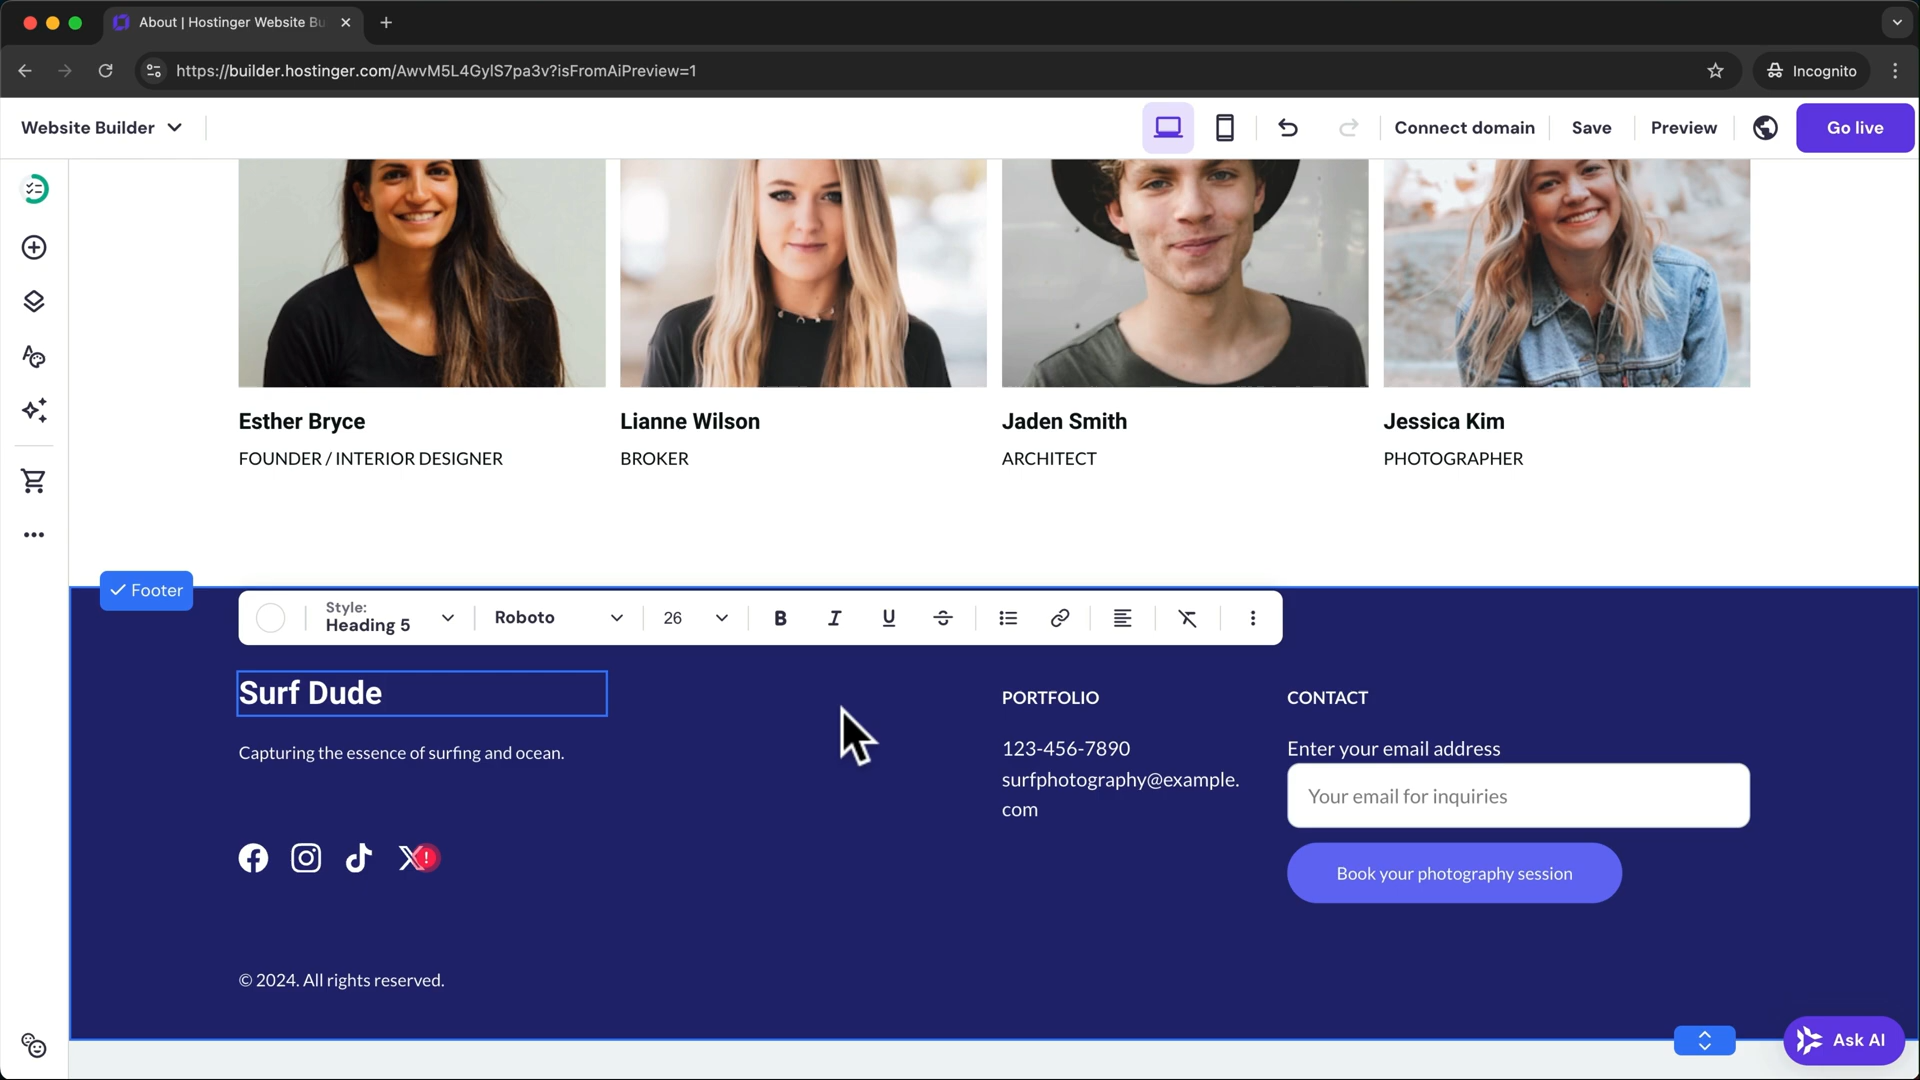 About | Hostinger Website Bu
https://builder.hostinger.com/AwvM5L4GylS7pa3v?isFromAiPreview=1
Incognito
Website Builder
Connect domain
Save
Preview
Go live
Esther Bryce
Lianne Wilson
Jaden Smith
Jessica Kim
FOUNDER / INTERIOR DESIGNER
BROKER
ARCHITECT
PHOTOGRAPHER
Footer
Style:
Heading 5
Roboto
26
B
I
U
S
Surf Dude
Capturing the essence of surfing and ocean.
PORTFOLIO
123-456-7890
surfphotography@example.
com
CONTACT
Enter your email address
Your email for inquiries
Book your photography session
© 2024. All rights reserved.
Ask AI